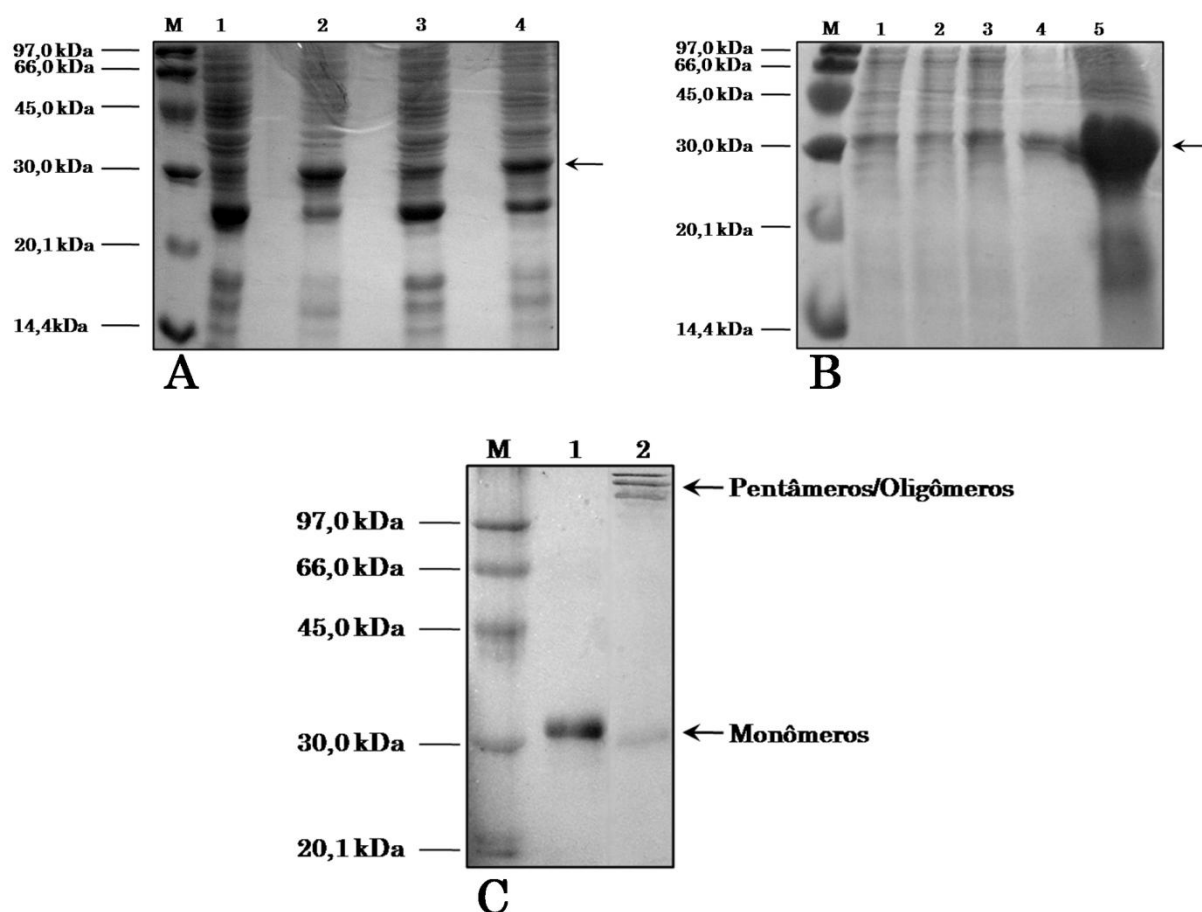 M 1 2 3 4
97,0 kDa
66,0 kDa
45,0 kDa
30,0 kDa
20,1 kDa
14,4kDa
A
M 1 2 3 4 5
97,0 kDa
66,0 kDa
45,0 kDa
30,0 kDa
20,1 kDa
14,4 kDa
B
M 1 2
Pentâmeros/Oligômeros
97,0 kDa
66,0 kDa
45,0 kDa
Monômeros
30,0 kDa
20,1 kDa
C